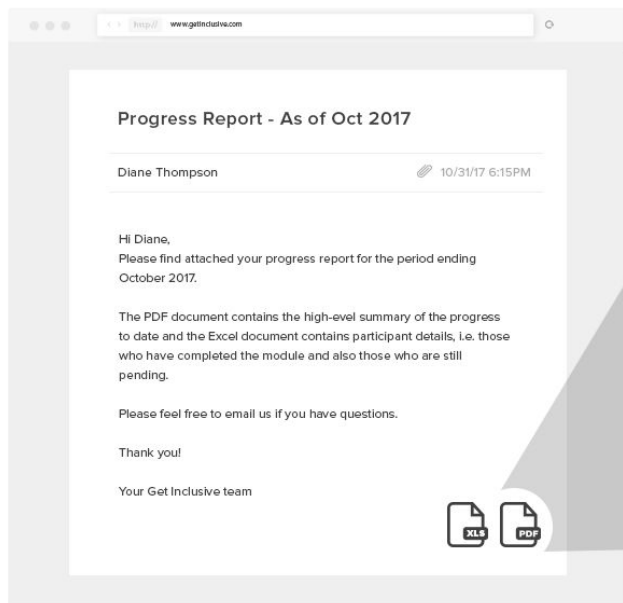 http:// www.getinclusive.com
Progress Report - As of Oct 2017
Diane Thompson 10/31/17 6:15PM
Hi Diane,
Please find attached your progress report for the period ending
October 2017.
The PDF document contains the high-evel summary of the progress
to date and the Excel document contains participant details, i.e. those
who have completed the module and also those who are still
pending.
Please feel free to email us if you have questions.
Thank you!
Your Get Inclusive team
XLS PDF